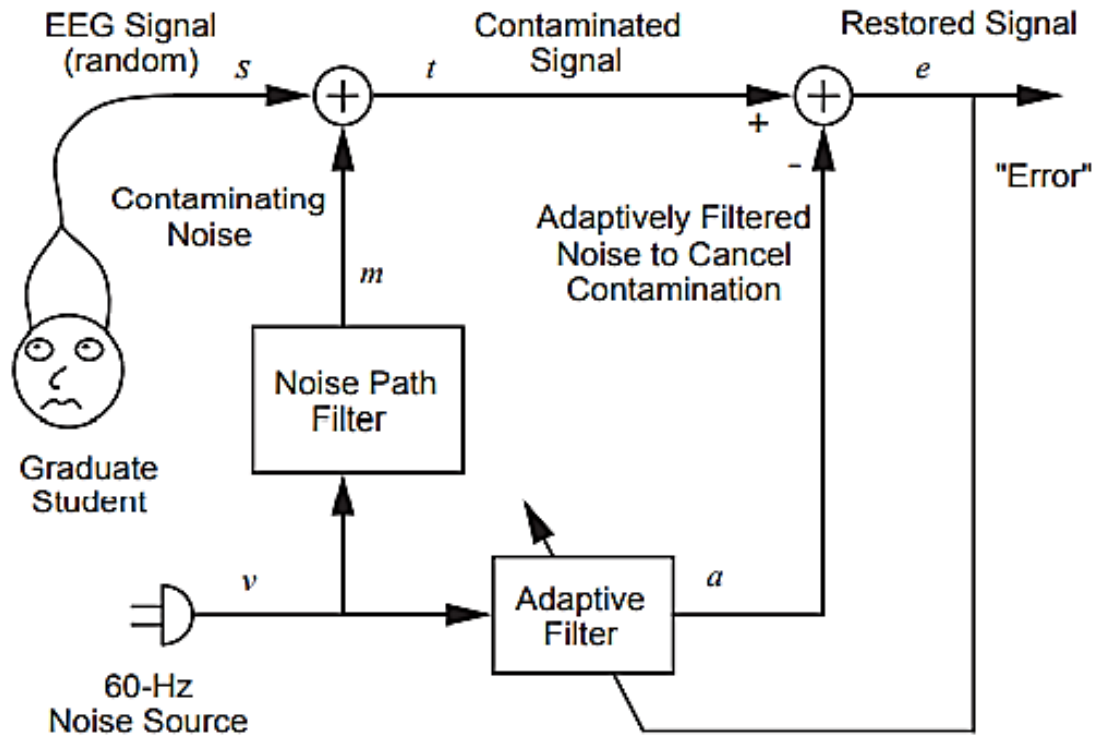 EEG Signal
(random)
s
t
Contaminated
Signal
Restored Signal
e
+
+
+
-
"Error"
Contaminating
Noise
m
Adaptively Filtered
Noise to Cancel
Contamination
Noise Path
Filter
Graduate
Student
v
Adaptive
Filter
a
60-Hz
Noise Source